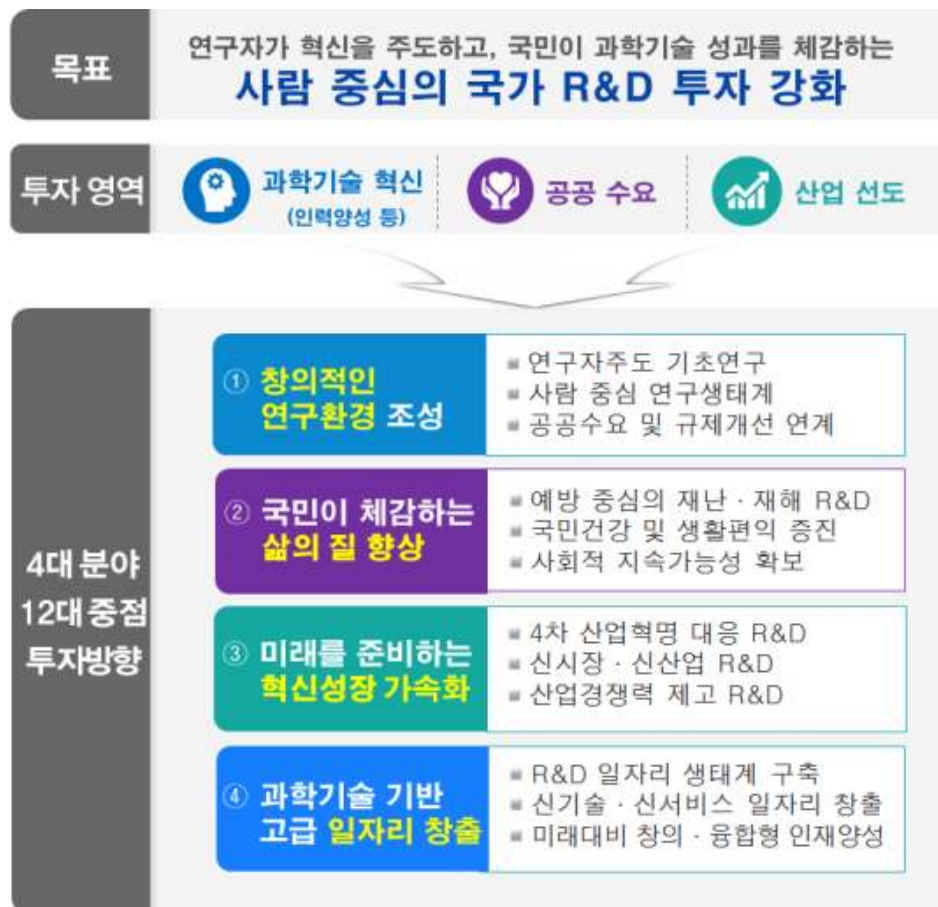 목표
연구자가 혁신을 주도하고, 국민이 과학기술 성과를 체감하는
사람 중심의 국가 R&D 투자 강화
투자 영역
과학기술 혁신
(인력양성 등)
공공 수요
산업 선도
4대 분야
12대 중점
투자방향
① 창의적인
연구환경 조성
▪ 연구자주도 기초연구
▪ 사람 중심 연구생태계
▪ 공공수요 및 규제개선 연계
② 국민이 체감하는
삶의 질 향상
▪ 예방 중심의 재난 · 재해 R&D
▪ 국민건강 및 생활편익 증진
▪ 사회적 지속가능성 확보
③ 미래를 준비하는
혁신성장 가속화
▪ 4차 산업혁명 대응 R&D
▪ 신시장 · 신산업 R&D
▪ 산업경쟁력 제고 R&D
④ 과학기술 기반
고급 일자리 창출
▪ R&D 일자리 생태계 구축
▪ 신기술 · 신서비스 일자리 창출
▪ 미래대비 창의 · 융합형 인재양성